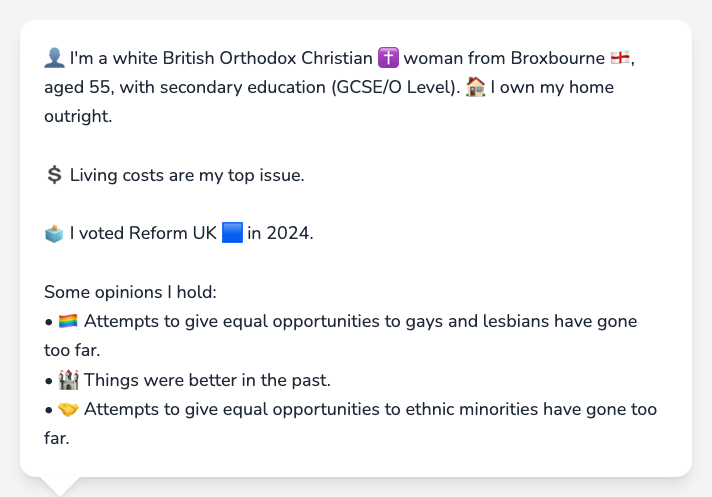 👤 I'm a white British Orthodox Christian ✝️ woman from Broxbourne 🏴󠁧󠁢󠁥󠁮󠁧󠁿,
aged 55, with secondary education (GCSE/O Level). 🏠 I own my home
outright.
💲 Living costs are my top issue.
🗳️ I voted Reform UK 🟦 in 2024.
Some opinions I hold:
• 🏳️‍🌈 Attempts to give equal opportunities to gays and lesbians have gone
too far.
• 🏰 Things were better in the past.
• 🤝 Attempts to give equal opportunities to ethnic minorities have gone too
far.